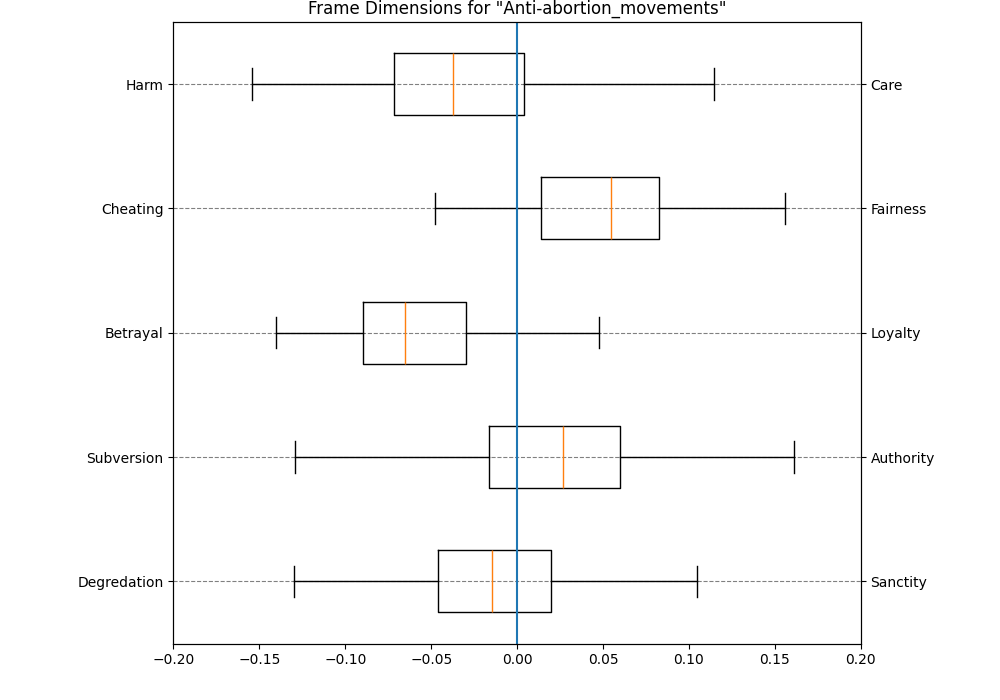 Frame Dimensions for "Anti-abortion_movements"
Harm Care
Cheating Fairness
Betrayal Loyalty
Subversion Authority
Degredation Sanctity
−0.20 −0.15 −0.10 −0.05 0.00 0.05 0.10 0.15 0.20